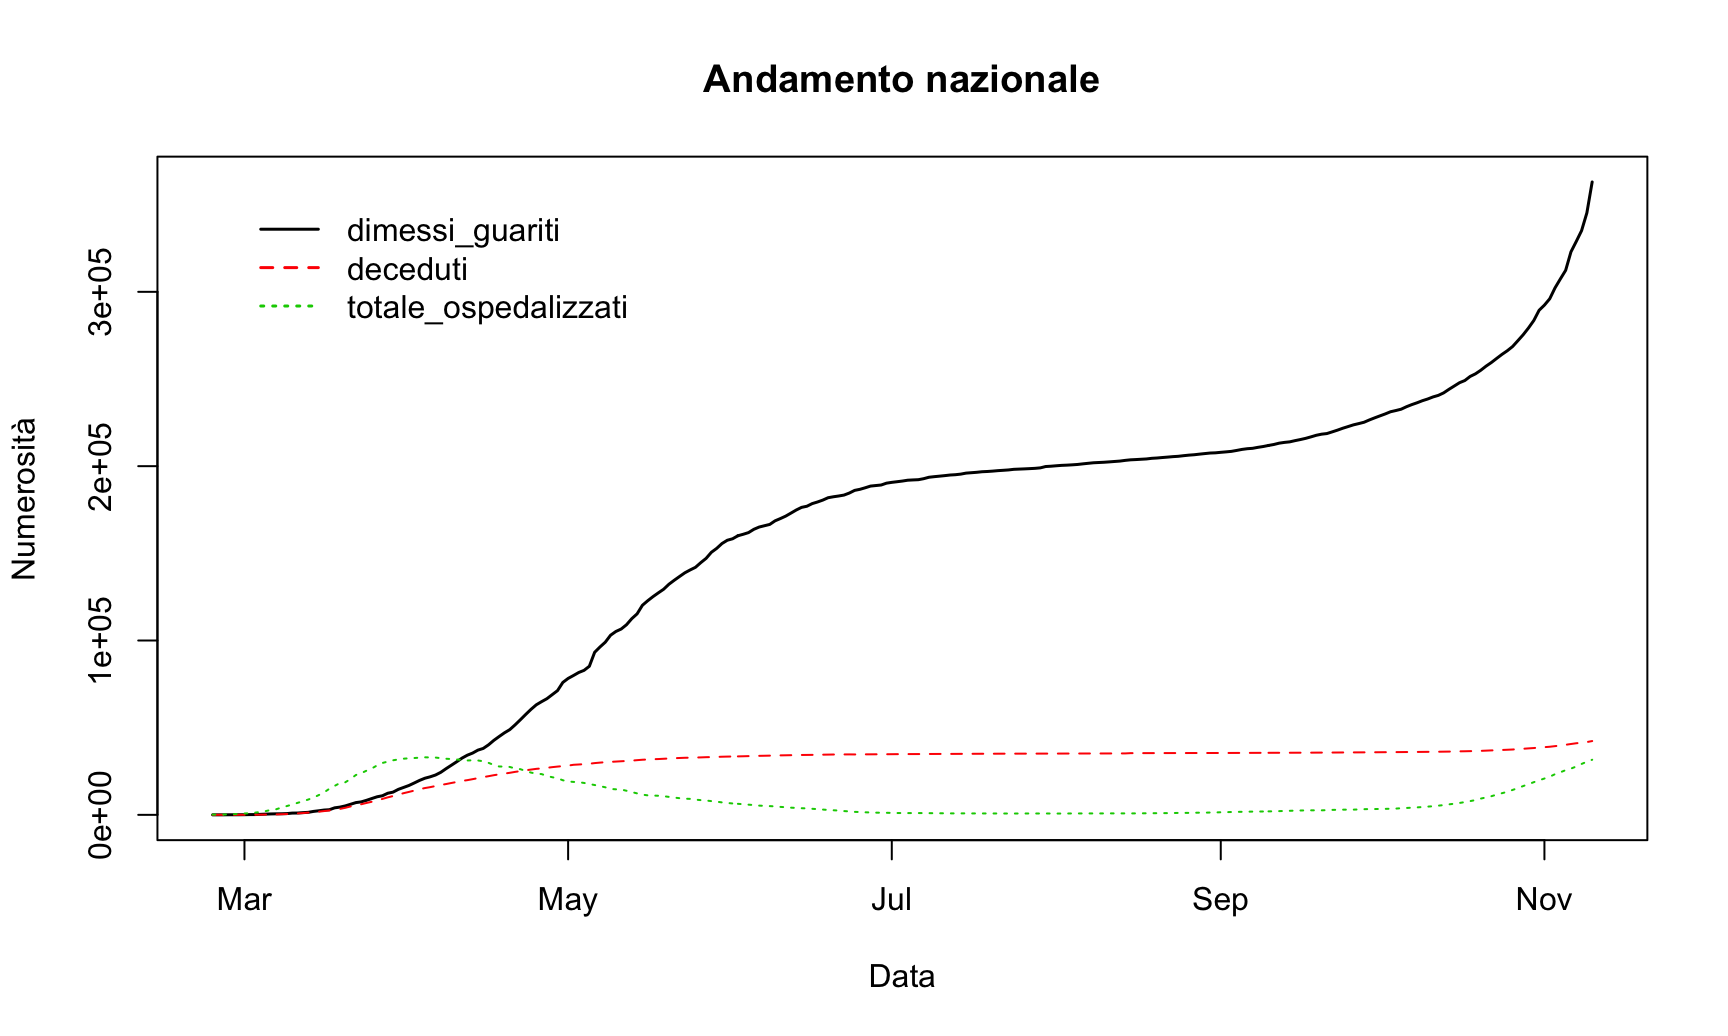 Andamento nazionale
dimessi_guariti
deceduti
totale_ospedalizzati
Numerosità
3e+05
2e+05
1e+05
0e+00
Mar May Jul Sep Nov
Data